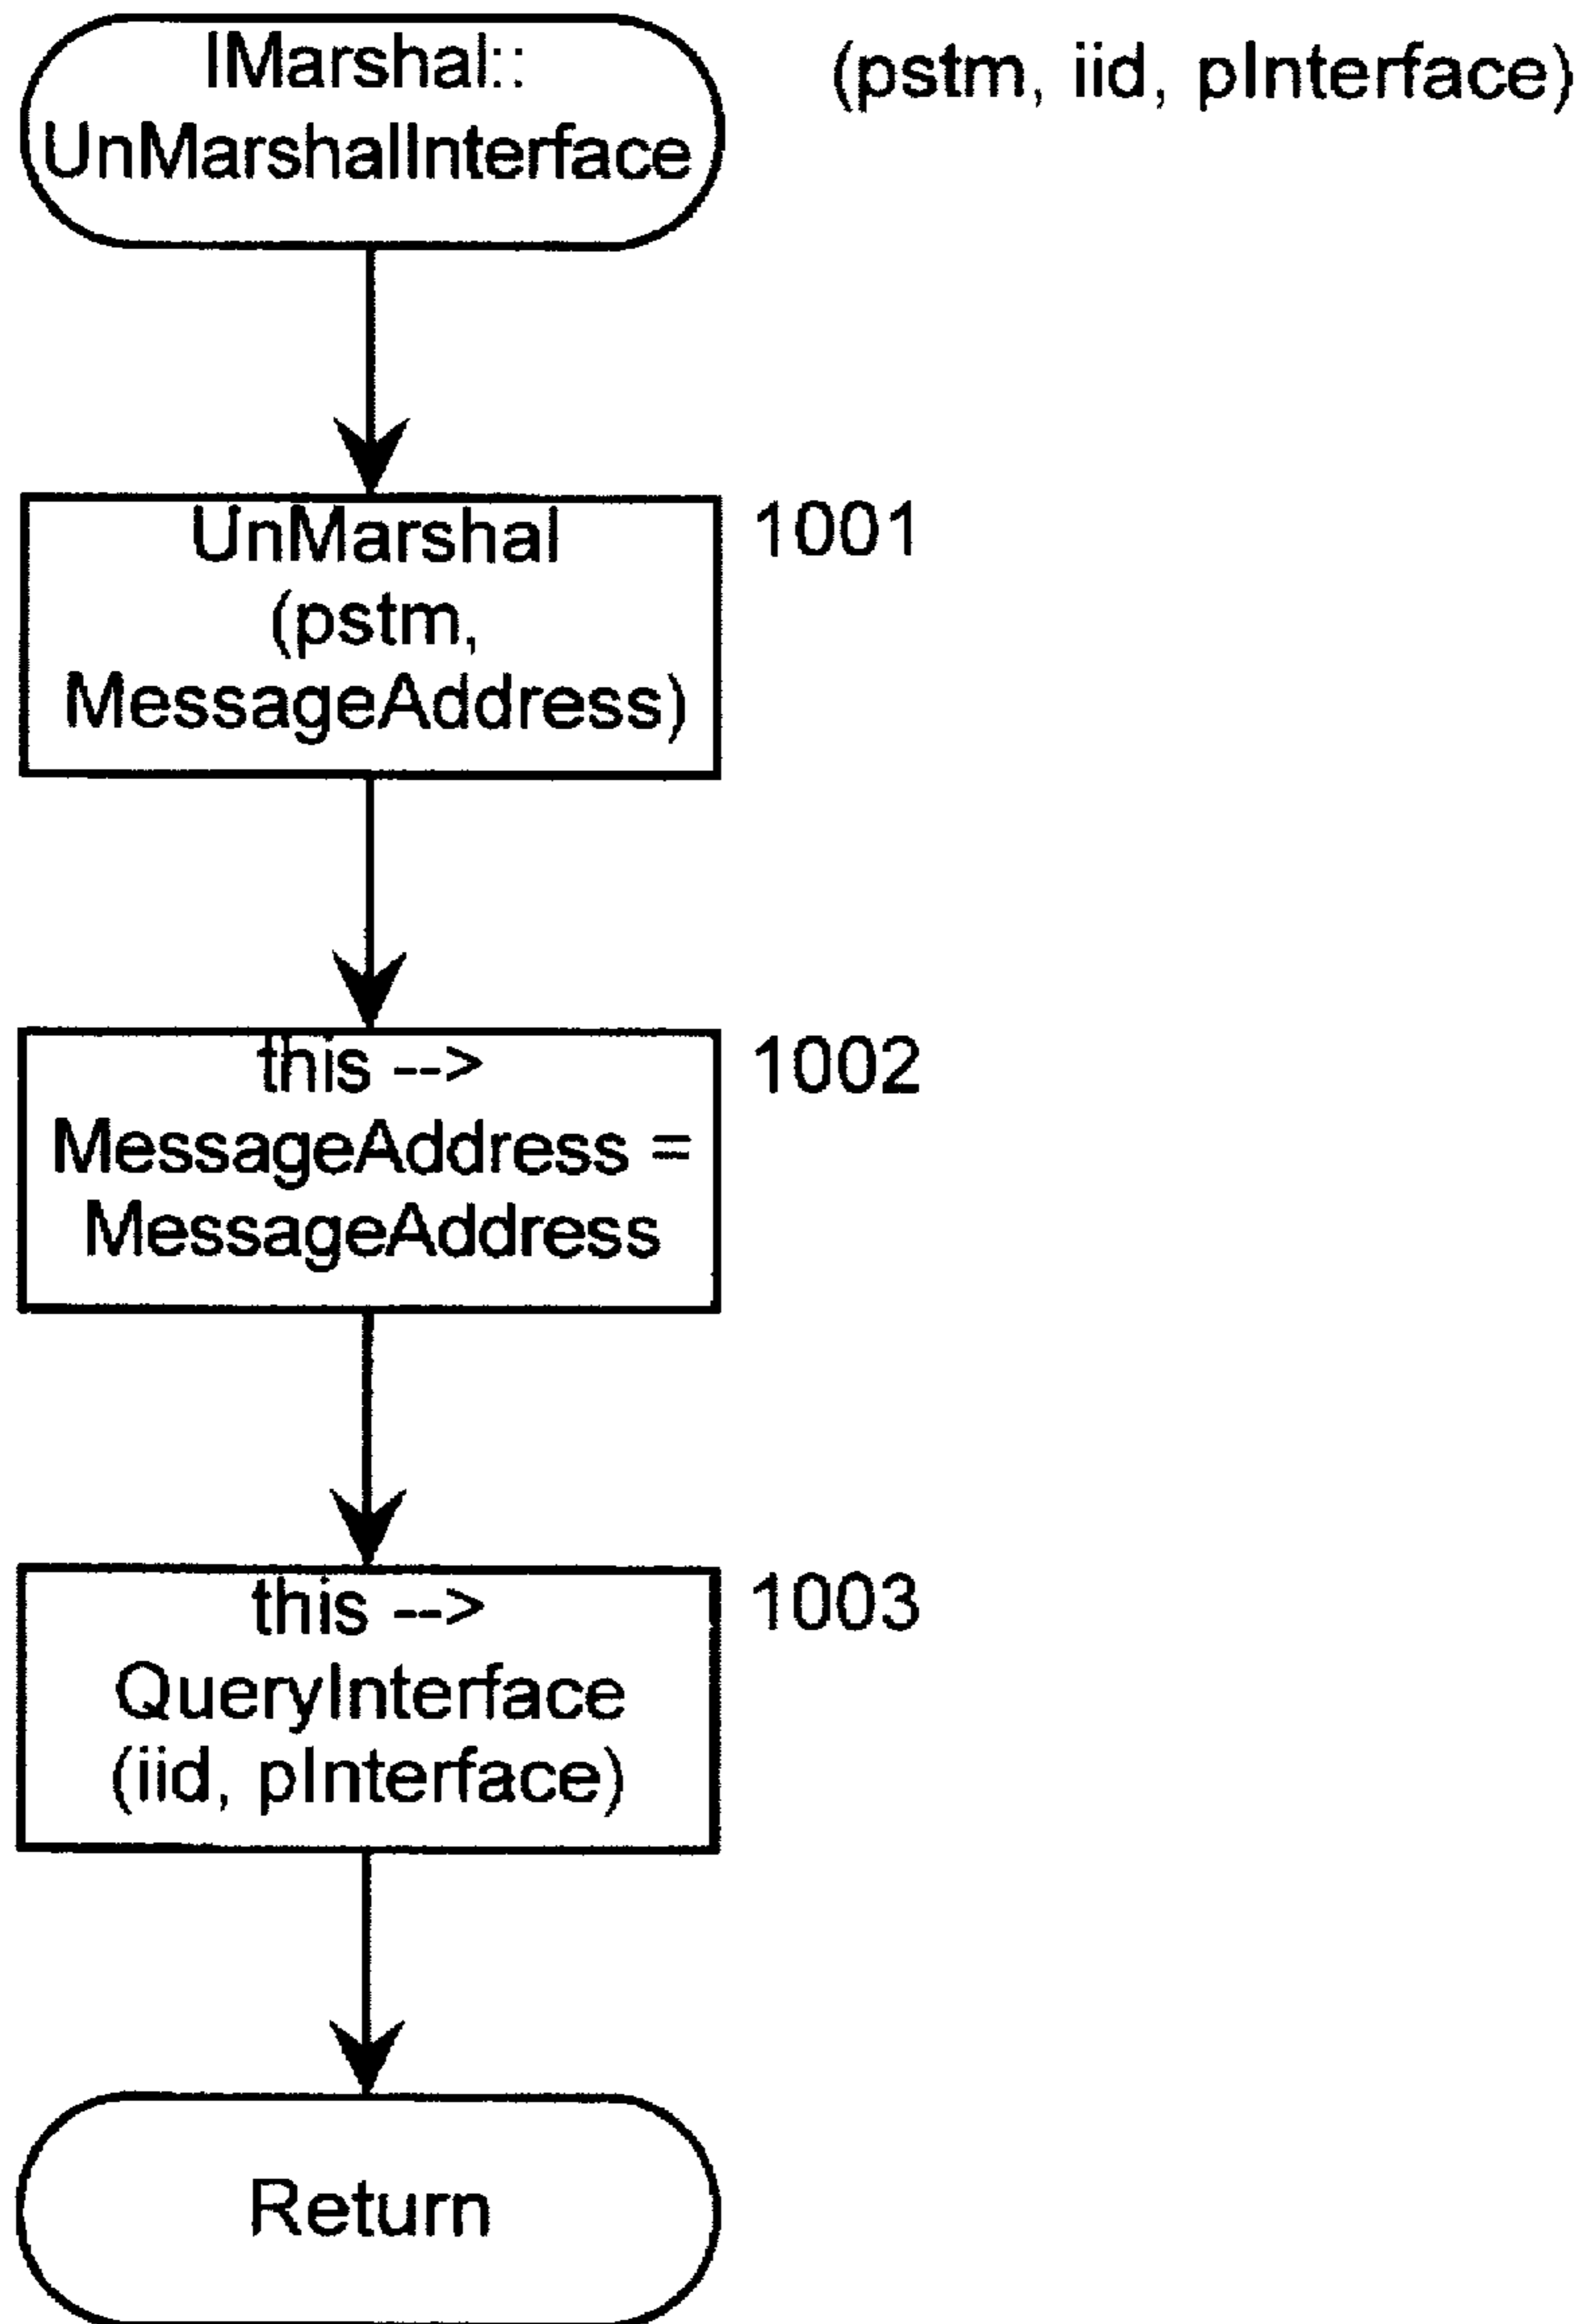 IMarshal::
UnMarshalInterface
(pstm, iid, pInterface)
UnMarshal
(pstm,
MessageAddress)
1001
this -->
MessageAddress =
MessageAddress
1002
this -->
QueryInterface
(iid, pInterface)
1003
Return